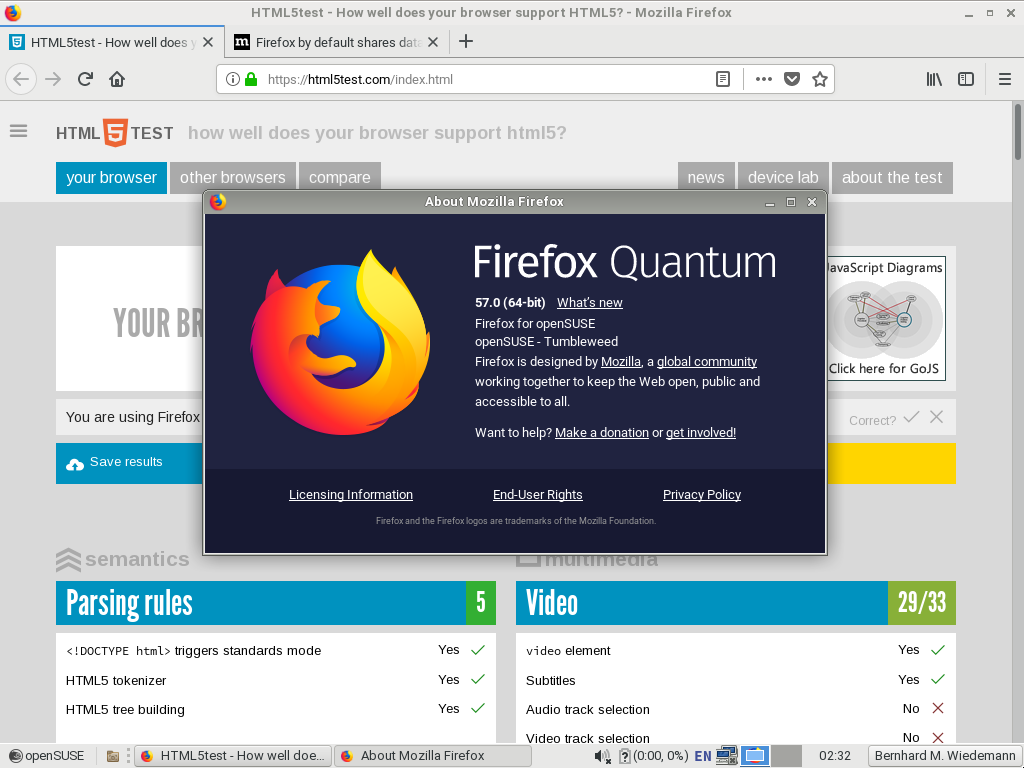 HTML5test - How well does your browser support HTML5? - Mozilla Firefox
HTML5test - How well does y
Firefox by default shares data
https://html5test.com/index.html
HTML 5 TEST how well does your browser support html5?
your browser other browsers compare news device lab about the test
About Mozilla Firefox
Firefox Quantum
57.0 (64-bit) What's new
Firefox for openSUSE
openSUSE - Tumbleweed
Firefox is designed by Mozilla, a global community
working together to keep the Web open, public and
accessible to all.
Want to help? Make a donation or get involved!
Licensing Information End-User Rights Privacy Policy
Firefox and the Firefox logos are trademarks of the Mozilla Foundation.
JavaScript Diagrams
Click here for GoJS
YOUR BR
You are using Firefox
Correct?
Save results
semantics
Parsing rules 5
<!DOCTYPE html> triggers standards mode Yes
HTML5 tokenizer Yes
HTML5 tree building Yes
multimedia
Video 29/33
video element Yes
Subtitles Yes
Audio track selection No
Video track selection No
openSUSE
HTML5test - How well doe...
About Mozilla Firefox
(0:00, 0%) EN
02:32
Bernhard M. Wiedemann